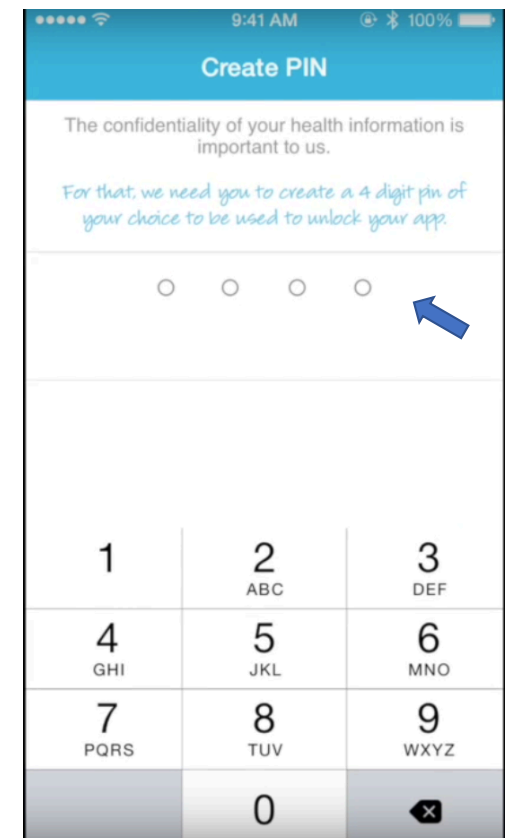 9:41 AM 100%
Create PIN
The confidentiality of your health information is
important to us.
For that, we need you to create a 4 digit pin of
your choice to be used to unlock your app.
1 2 3
ABC DEF
4 5 6
GHI JKL MNO
7 8 9
PQRS TUV WXYZ
0